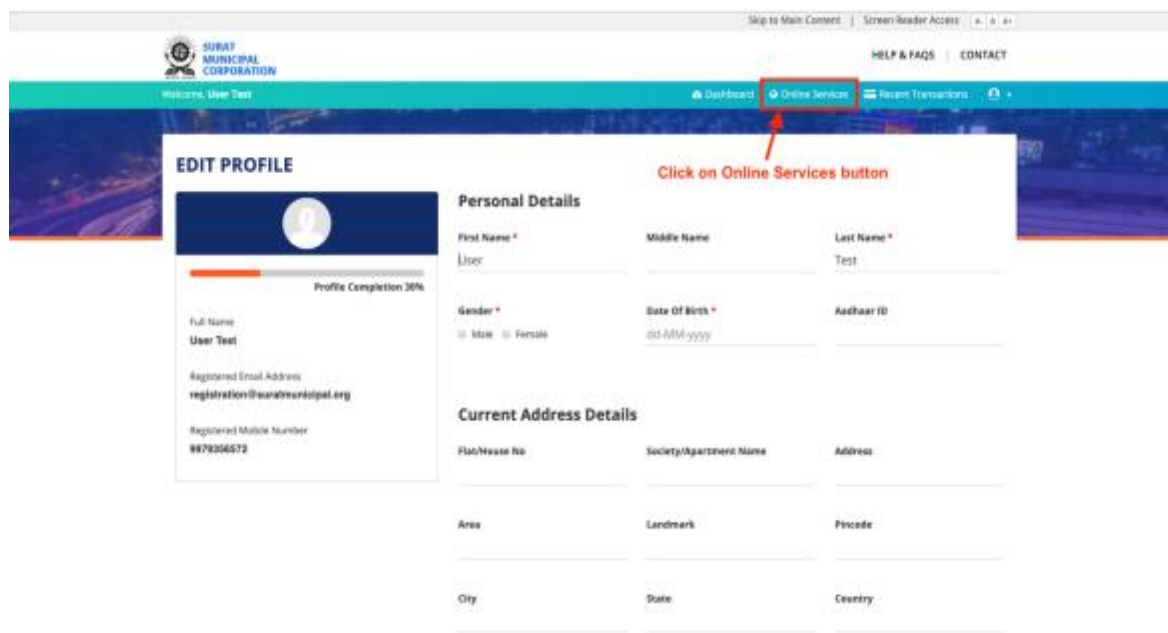 Skip to Main Content | Screen Reader Access A- A A+
SURAT
MUNICIPAL
CORPORATION
HELP & FAQS | CONTACT
Welcome, User Test
Dashboard Online Services Recent Transactions
EDIT PROFILE
Click on Online Services button
Profile Completion 30%
Full Name
User Test
Registered Email Address
registration@suratmunicipal.org
Registered Mobile Number
Personal Details
First Name * Middle Name Last Name *
User Test
Gender * Date Of Birth * Aadhaar ID
Male Female dd-MM-yyyy
Current Address Details
Flat/House No Society/Apartment Name Address
Area Landmark Pincode
City State Country